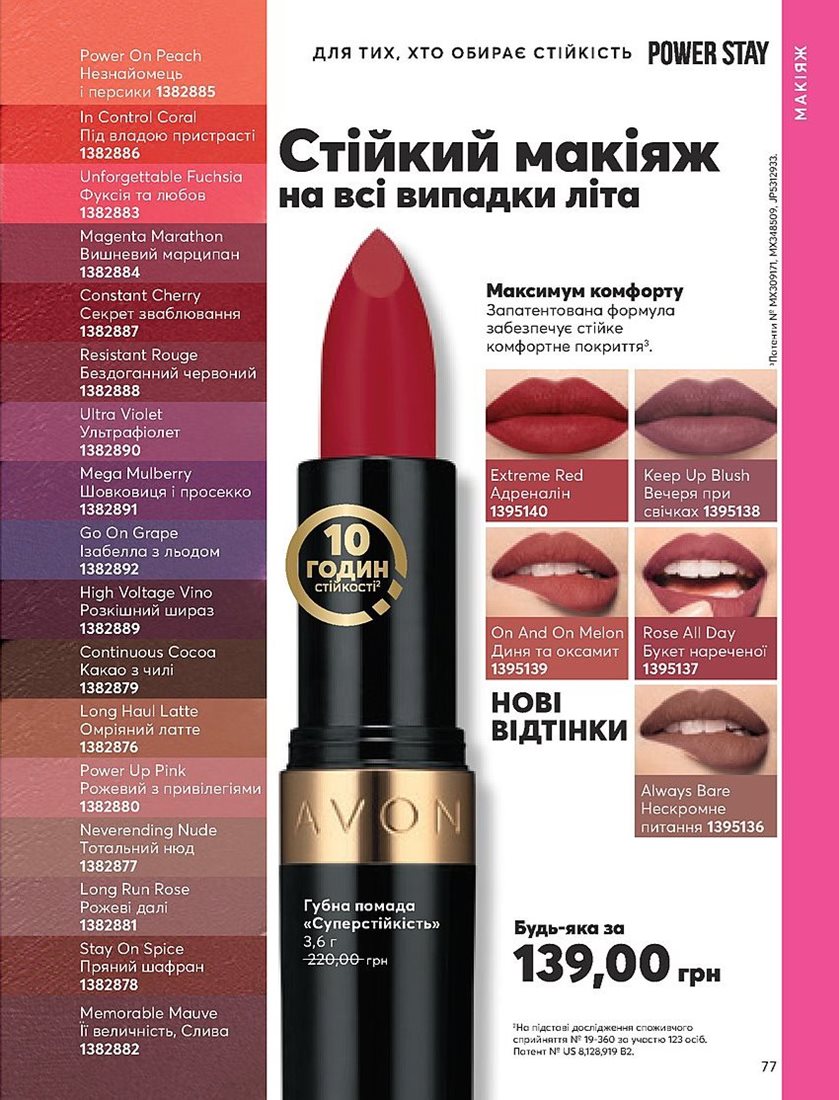 Power On Peach
Незнайомець
і персики 1382885
In Control Coral
Під владою пристрасті
1382886
Unforgettable Fuchsia
Фуксія та любов
1382883
Magenta Marathon
Вишневий марципан
1382884
Constant Cherry
Секрет зваблювання
1382887
Resistant Rouge
Бездоганний червоний
1382888
Ultra Violet
Ультрафіолет
1382890
Mega Mulberry
Шовковиця і просекко
1382891
Go On Grape
Ізабелла з льодом
1382892
High Voltage Vino
Розкішний шираз
1382889
Continuous Cocoa
Какао з чилі
1382879
Long Haul Latte
Омріяний латте
1382876
Power Up Pink
Рожевий з привілегіями
1382880
Neverending Nude
Тотальний нюд
1382877
Long Run Rose
Рожеві далі
1382881
Stay On Spice
Пряний шафран
1382878
Memorable Mauve
Її величність, Слива
1382882
ДЛЯ ТИХ, ХТО ОБИРАЄ СТІЙКІСТЬ POWER STAY
МАКІЯЖ
Стійкий макіяж
на всі випадки літа
³Потенти № MX309171, MX348509, JP5312933.
Максимум комфорту
Запатентована формула
забезпечує стійке
комфортне покриття³.
10
ГОДИН
СТІЙКОСТІ²
Extreme Red
Адреналін
1395140
Keep Up Blush
Вечеря при
свічках 1395138
On And On Melon
Диня та оксамит
1395139
Rose All Day
Букет нареченої
1395137
НОВІ
ВІДТІНКИ
Always Bare
Нескромне
питання 1395136
AVON
Губна помада
«Суперстійкість»
3,6 г
220,00 грн
Будь-яка за
139,00 грн
²На підставі дослідження споживчого
сприйняття № 19-360 за участю 123 осіб.
Патент № US 8,128,919 B2.
77